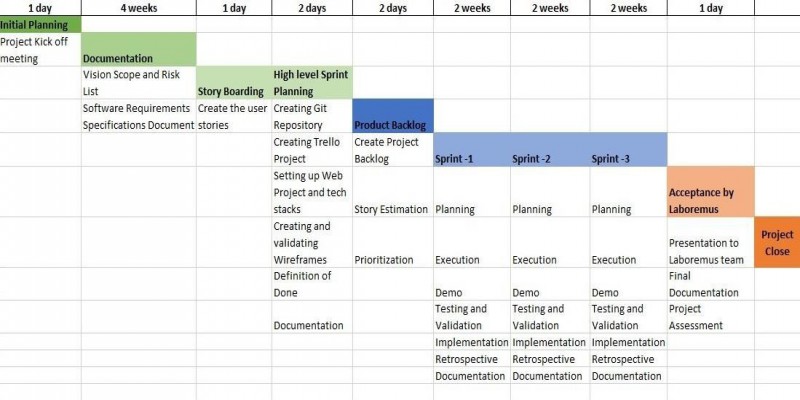 1 day 4 weeks 1 day 2 days 2 days 2 weeks 2 weeks 2 weeks 1 day
Initial Planning
Project Kick off
meeting
Documentation
Vision Scope and Risk
List
Software Requirements
Specifications Document
Story Boarding
Create the user
stories
High level Sprint
Planning
Creating Git
Repository
Creating Trello
Project
Setting up Web
Project and tech
stacks
Creating and
validating
Wireframes
Definition of
Done
Documentation
Product Backlog
Create Project
Backlog
Story Estimation
Prioritization
Sprint -1
Planning
Execution
Demo
Testing and
Validation
Implementation
Retrospective
Documentation
Sprint -2
Planning
Execution
Demo
Testing and
Validation
Implementation
Retrospective
Documentation
Sprint -3
Planning
Execution
Demo
Testing and
Validation
Implementation
Retrospective
Documentation
Acceptance by
Laboremus
Presentation to
Laboremus team
Final
Documentation
Project
Assessment
Project
Close